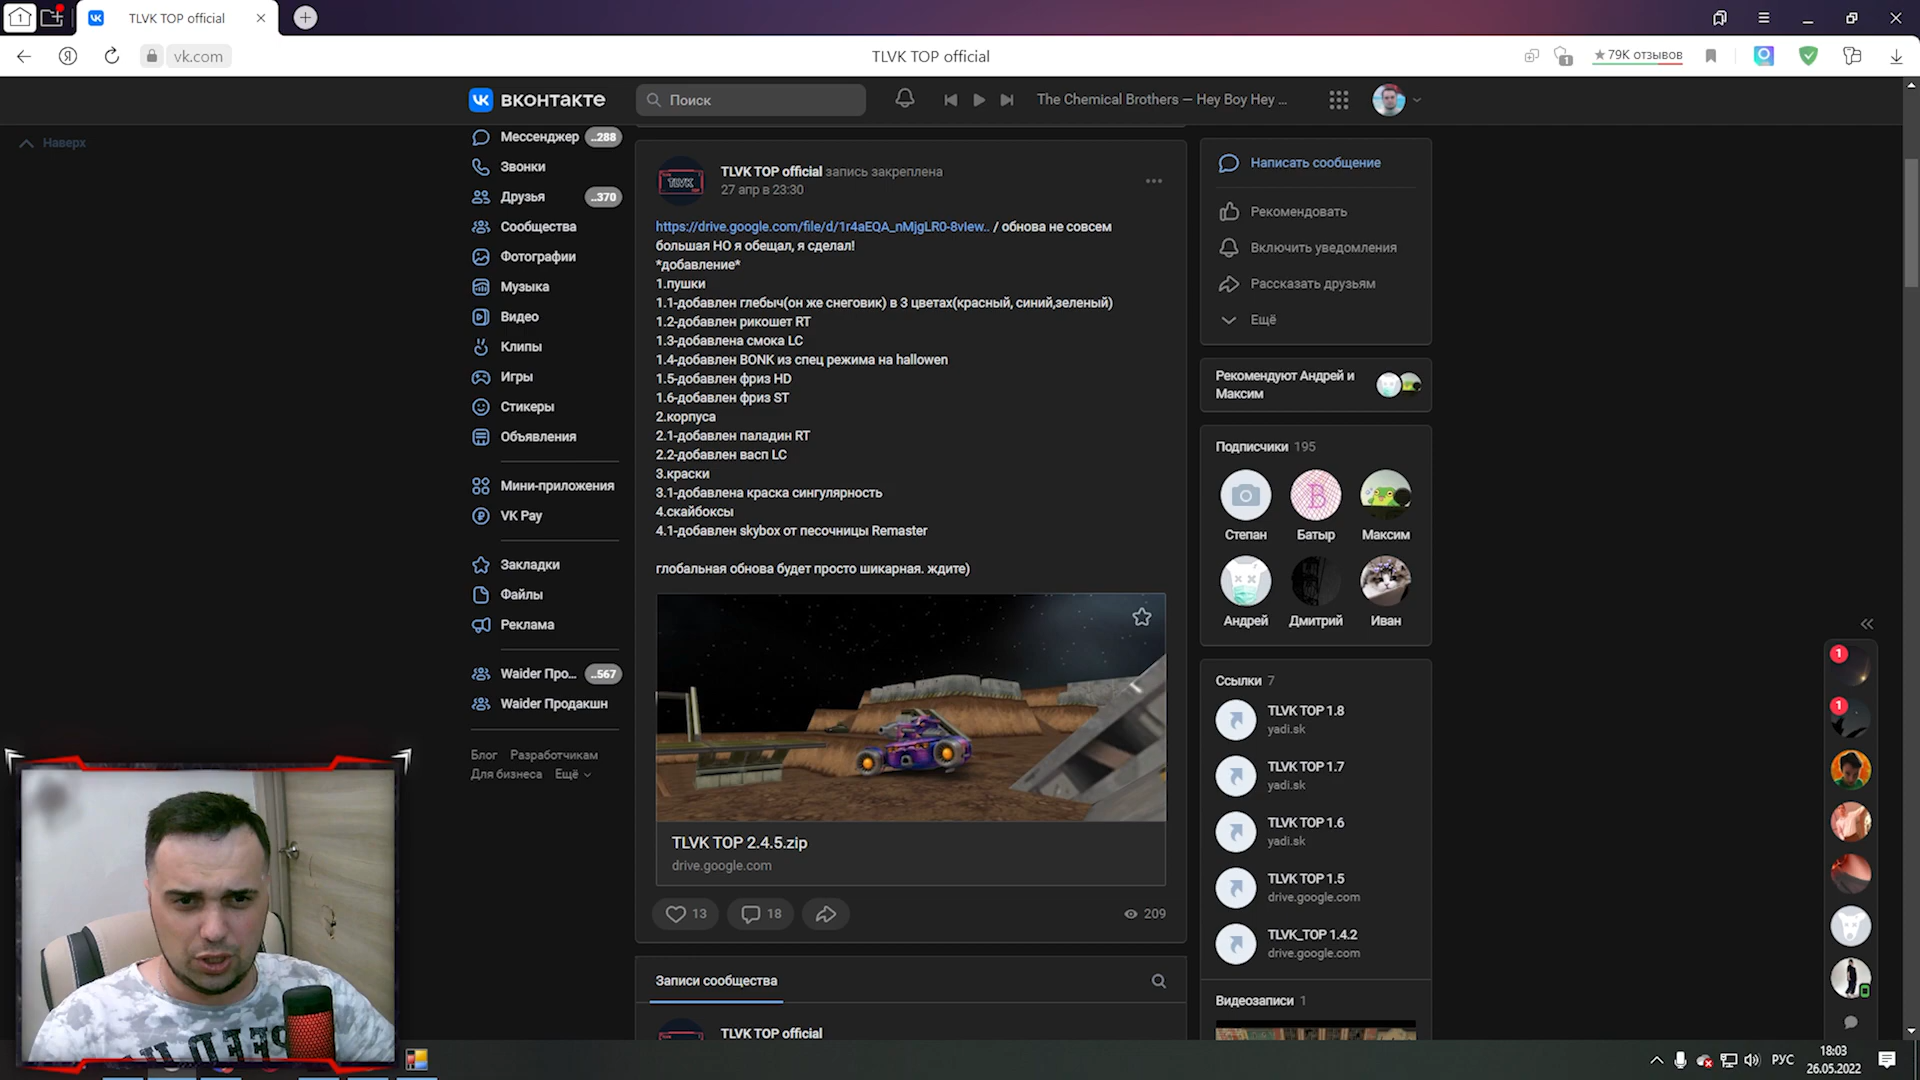 1
TLVK TOP official
vk.com
TLVK TOP official
1
★ 79K отзывов
ВКОНТАКТЕ
Поиск
The Chemical Brothers — Hey Boy Hey ...
Наверх
Мессенджер ..288
Звонки
Друзья ..370
Сообщества
Фотографии
Музыка
Видео
Клипы
Игры
Стикеры
Объявления
Мини-приложения
VK Pay
Закладки
Файлы
Реклама
Waider Про... ..567
Waider Продакшн
Блог Разработчикам
Для бизнеса Ещё
TLVK
TLVK TOP official запись закреплена
27 апр в 23:30
https://drive.google.com/file/d/1r4aEQA_nMjgLR0-8vIew.. / обнова не совсем
большая НО я обещал, я сделал!
*добавление*
1.пушки
1.1-добавлен глебыч(он же снеговик) в 3 цветах(красный, синий,зеленый)
1.2-добавлен рикошет RT
1.3-добавлена смока LC
1.4-добавлен BONK из спец режима на hallowen
1.5-добавлен фриз HD
1.6-добавлен фриз ST
2.корпуса
2.1-добавлен паладин RT
2.2-добавлен васп LC
3.краски
3.1-добавлена краска сингулярность
4.скайбоксы
4.1-добавлен skybox от песочницы Remaster
глобальная обнова будет просто шикарная. ждите)
TLVK TOP 2.4.5.zip
drive.google.com
13
18
209
Записи сообщества
TLVK TOP official
Написать сообщение
Рекомендовать
Включить уведомления
Рассказать друзьям
Ещё
Рекомендуют Андрей и
Максим
Подписчики 195
B
Степан Батыр Максим
Андрей Дмитрий Иван
Ссылки 7
TLVK TOP 1.8
yadi.sk
TLVK TOP 1.7
yadi.sk
TLVK TOP 1.6
yadi.sk
TLVK TOP 1.5
drive.google.com
TLVK_TOP 1.4.2
drive.google.com
Видеозаписи 1
1
1
РУС
18:03
26.05.2022